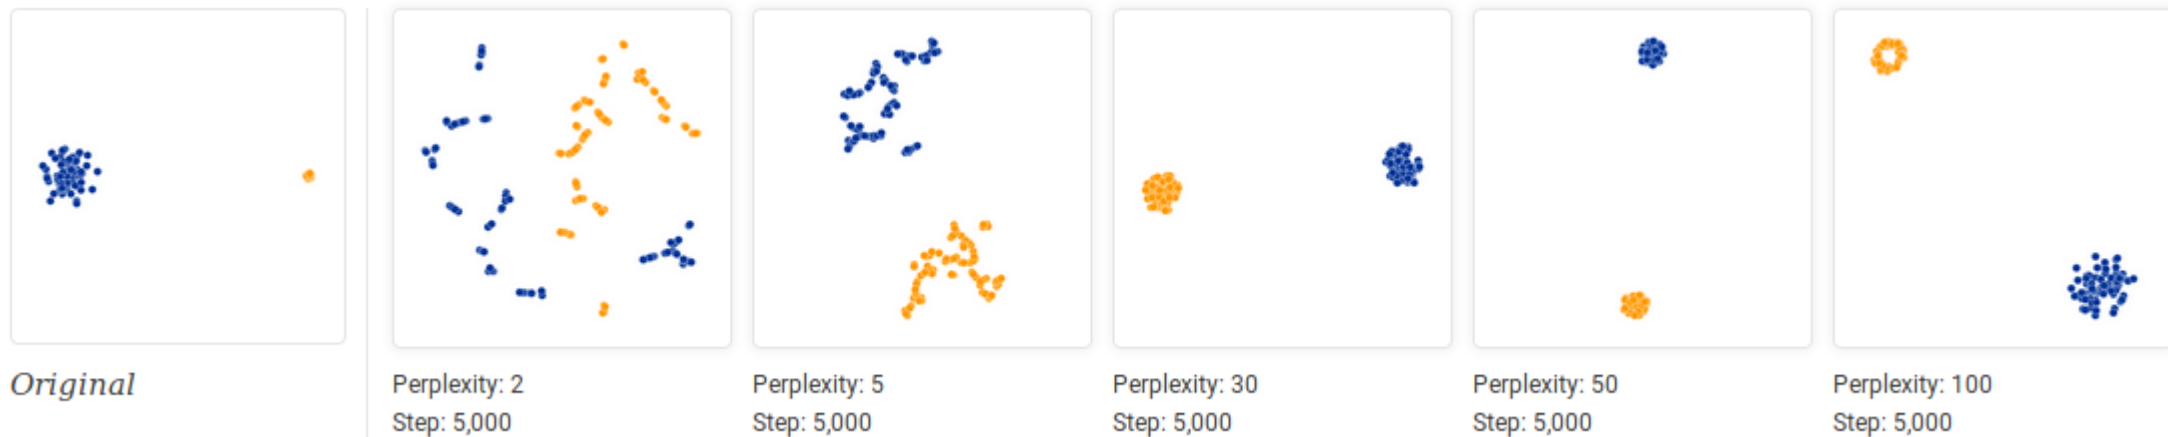 Original
Perplexity: 2
Step: 5,000
Perplexity: 5
Step: 5,000
Perplexity: 30
Step: 5,000
Perplexity: 50
Step: 5,000
Perplexity: 100
Step: 5,000